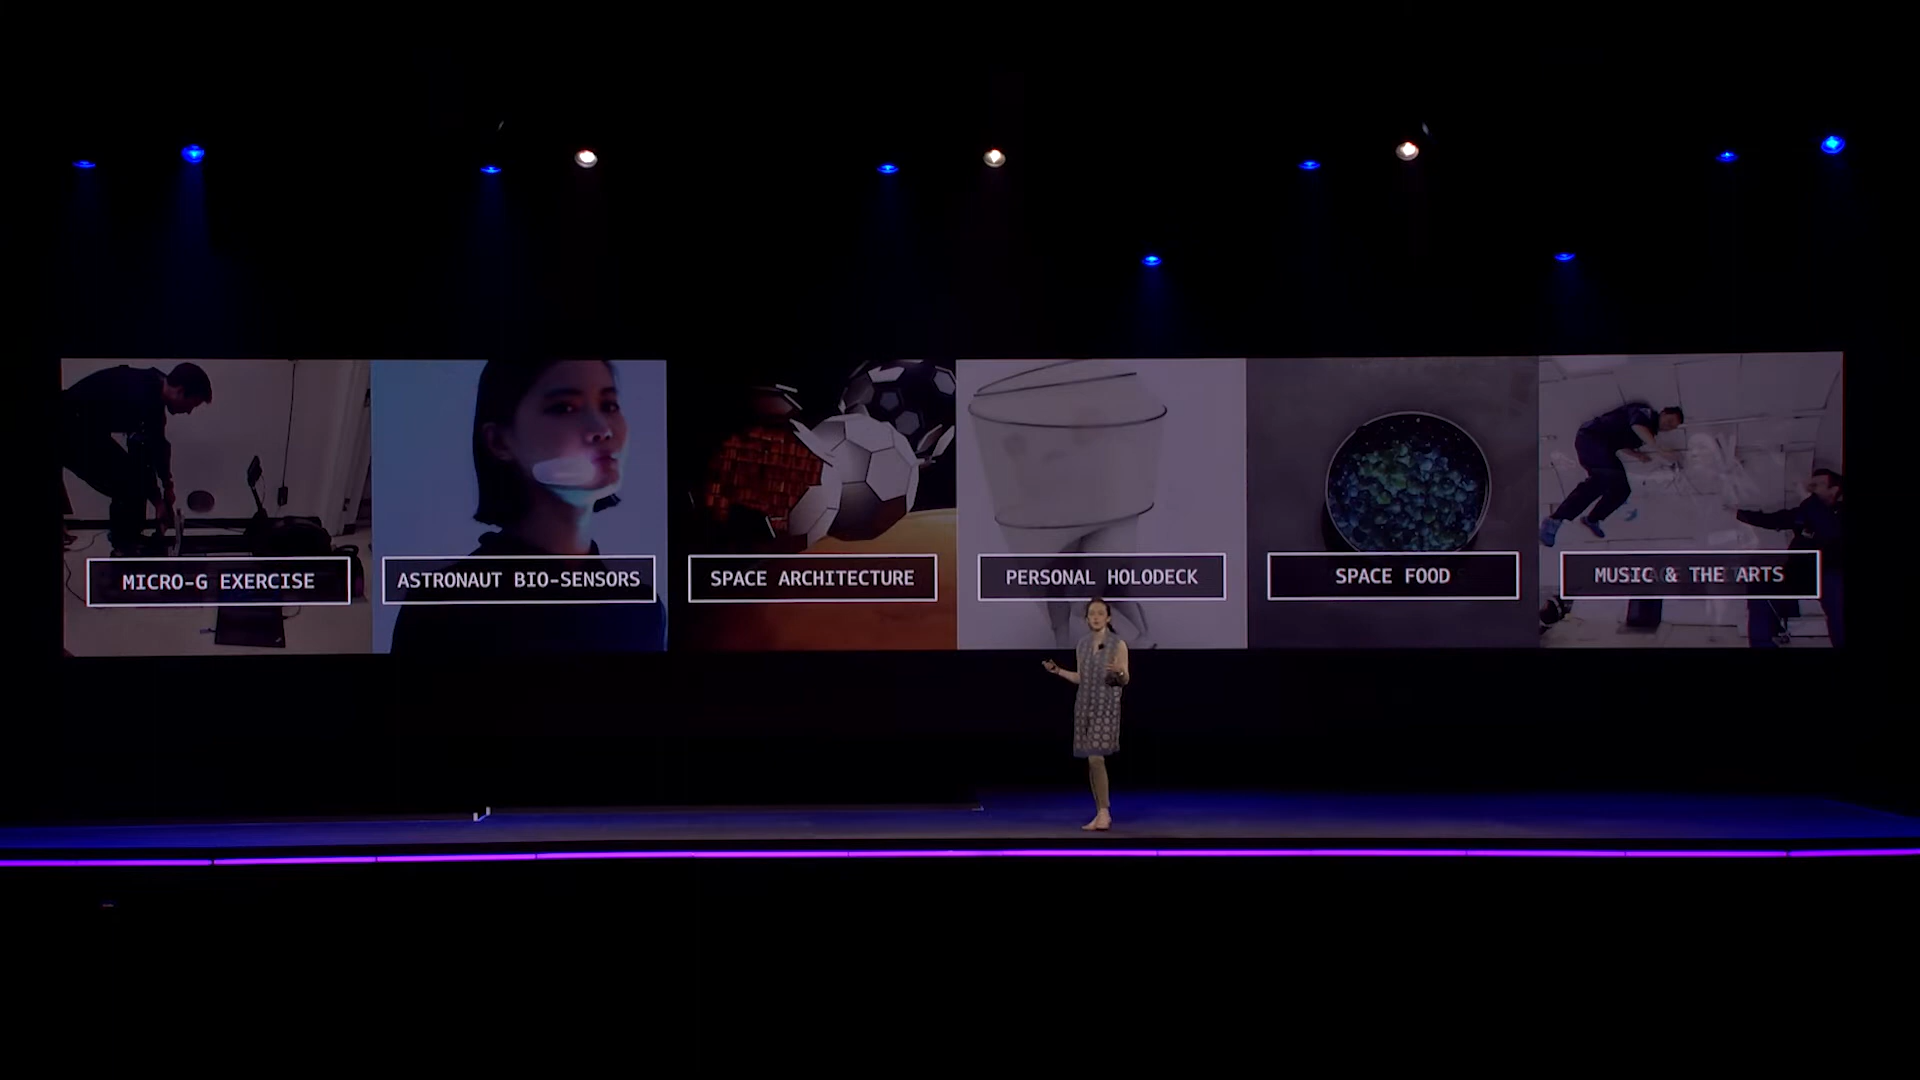 MICRO-G EXERCISE
ASTRONAUT BIO-SENSORS
SPACE ARCHITECTURE
PERSONAL HOLODECK
SPACE FOOD
MUSIC & THE ARTS